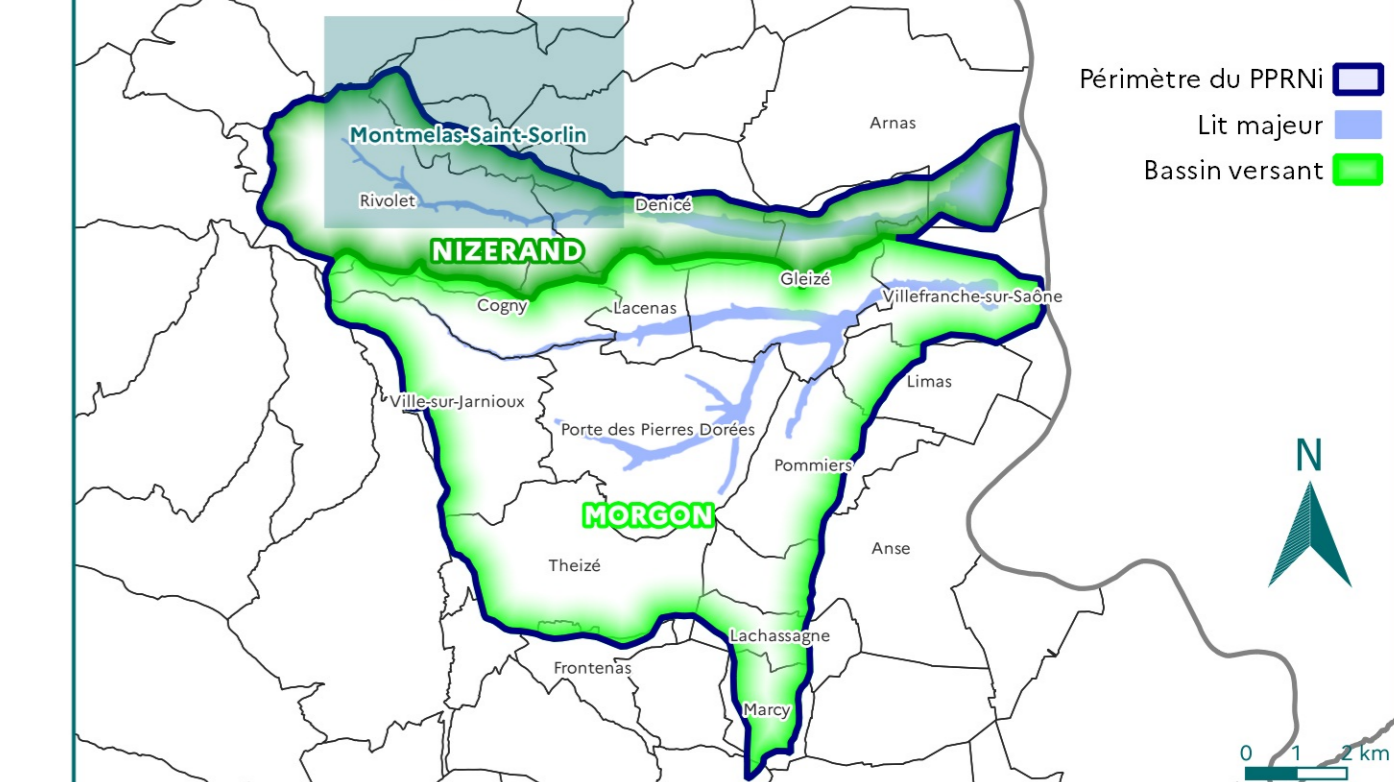 Périmètre du PPRNi
Lit majeur
Bassin versant
Arnas
Montmelas-Saint-Sorlin
Rivolet
Denicé
NIZERAND
Gleizé
Villefranche-sur-Saône
Cogny
Lacenas
Limas
Ville-sur-Jarnioux
Porte des Pierres Dorées
Pommiers
N
MORGON
Anse
Theizé
Lachassagne
Frontenas
Marcy
0 1 2 km